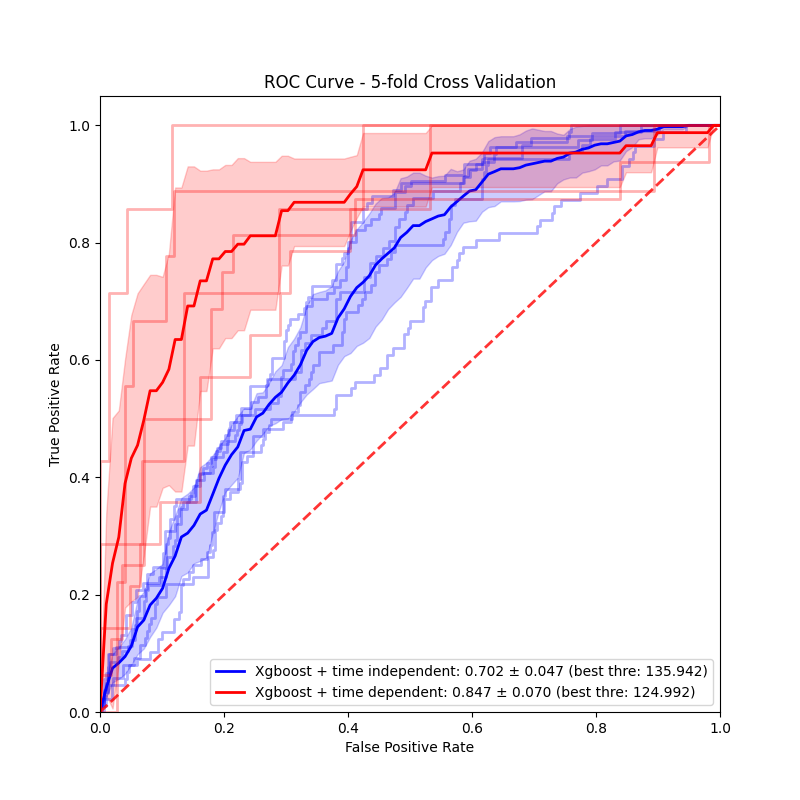 ROC Curve - 5-fold Cross Validation
True Positive Rate
1.0
0.8
0.6
0.4
0.2
0.0
Xgboost + time independent: 0.702 ± 0.047 (best thre: 135.942)
Xgboost + time dependent: 0.847 ± 0.070 (best thre: 124.992)
0.0 0.2 0.4 0.6 0.8 1.0
False Positive Rate